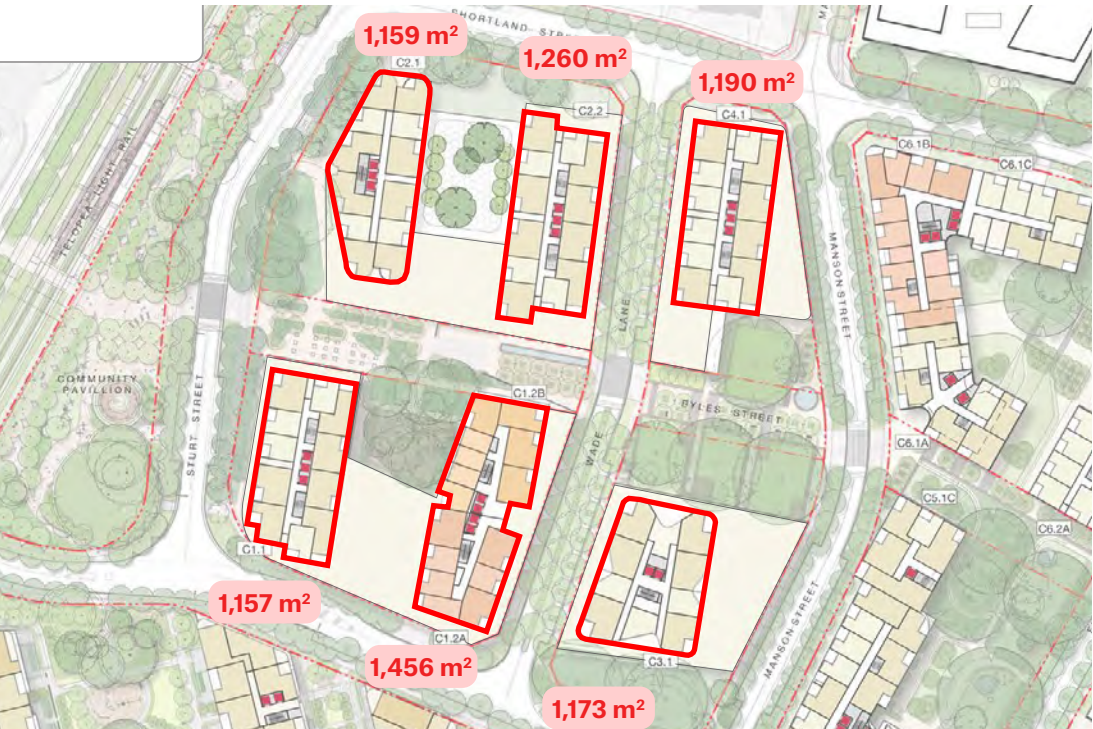 SHORTLAND STREET
1,159 m²
1,260 m²
1,190 m²
C2.1
C2.2
C4.1
C6.1B
C6.1C
TELOPEA LIGHT RAIL
MANSON STREET
LANE
COMMUNITY
PAVILLION
STURT STREET
C1.2B
BYLES STREET
WADE
C6.1A
C5.1C
C6.2A
C1.1
1,157 m²
C1.2A
1,456 m²
C3.1
MANSON STREET
1,173 m²